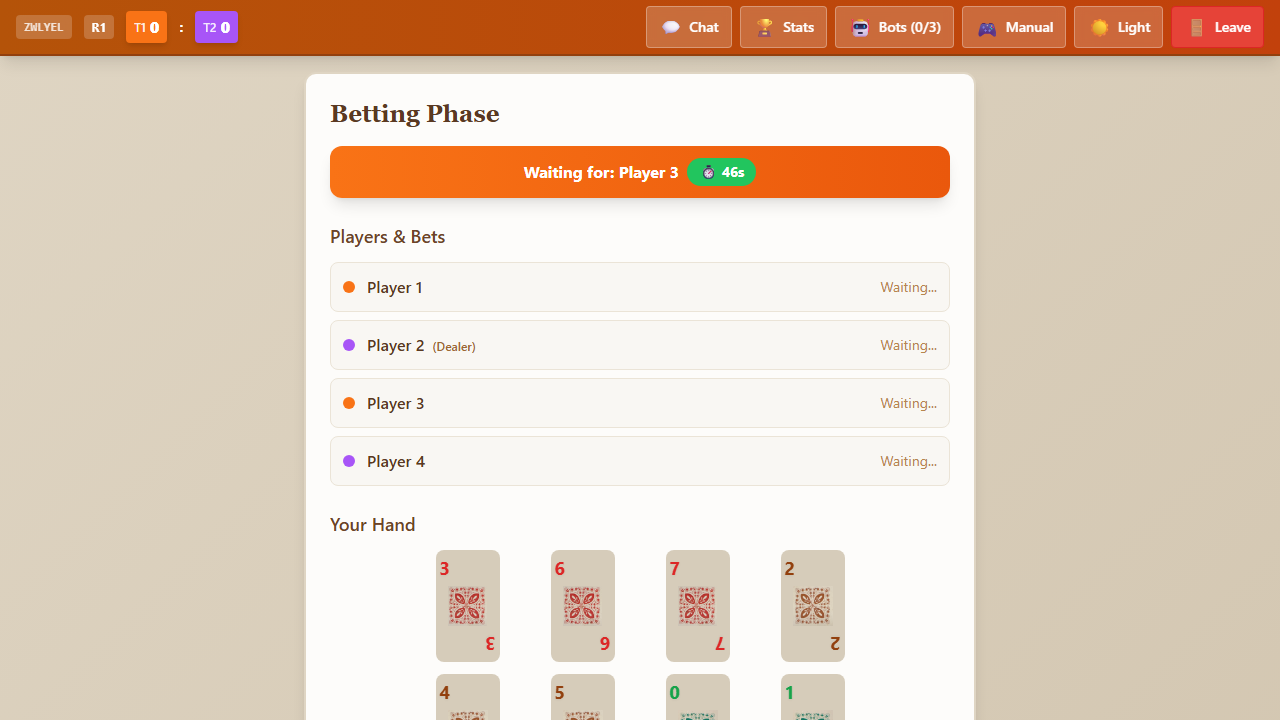 ZWLYEL R1 T1 0 : T2 0 Chat Stats Bots (0/3) Manual Light Leave
Betting Phase
Waiting for: Player 3 46s
Players & Bets
Player 1 Waiting...
Player 2 (Dealer) Waiting...
Player 3 Waiting...
Player 4 Waiting...
Your Hand
3 6 7 2
3 6 7 2
4 5 0 1